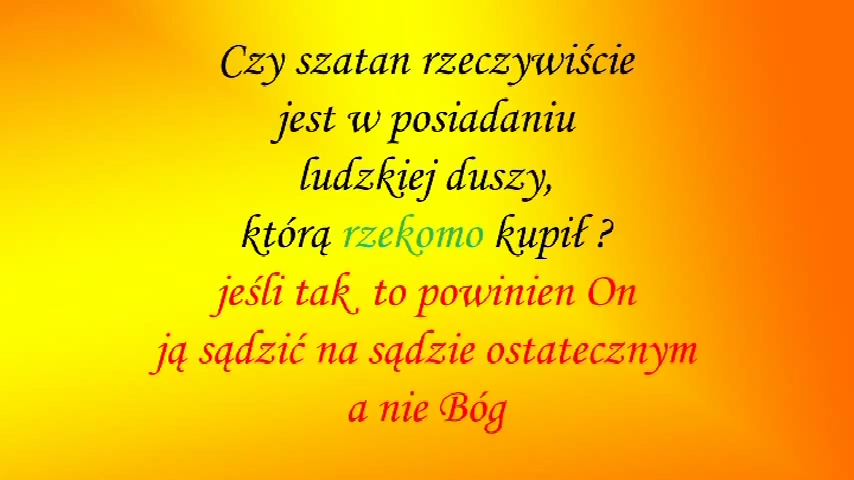 Czy szatan rzeczywiście
jest w posiadaniu
ludzkiej duszy,
którą rzekomo kupił ?
jeśli tak to powinien On
ją sądzić na sądzie ostatecznym
a nie Bóg